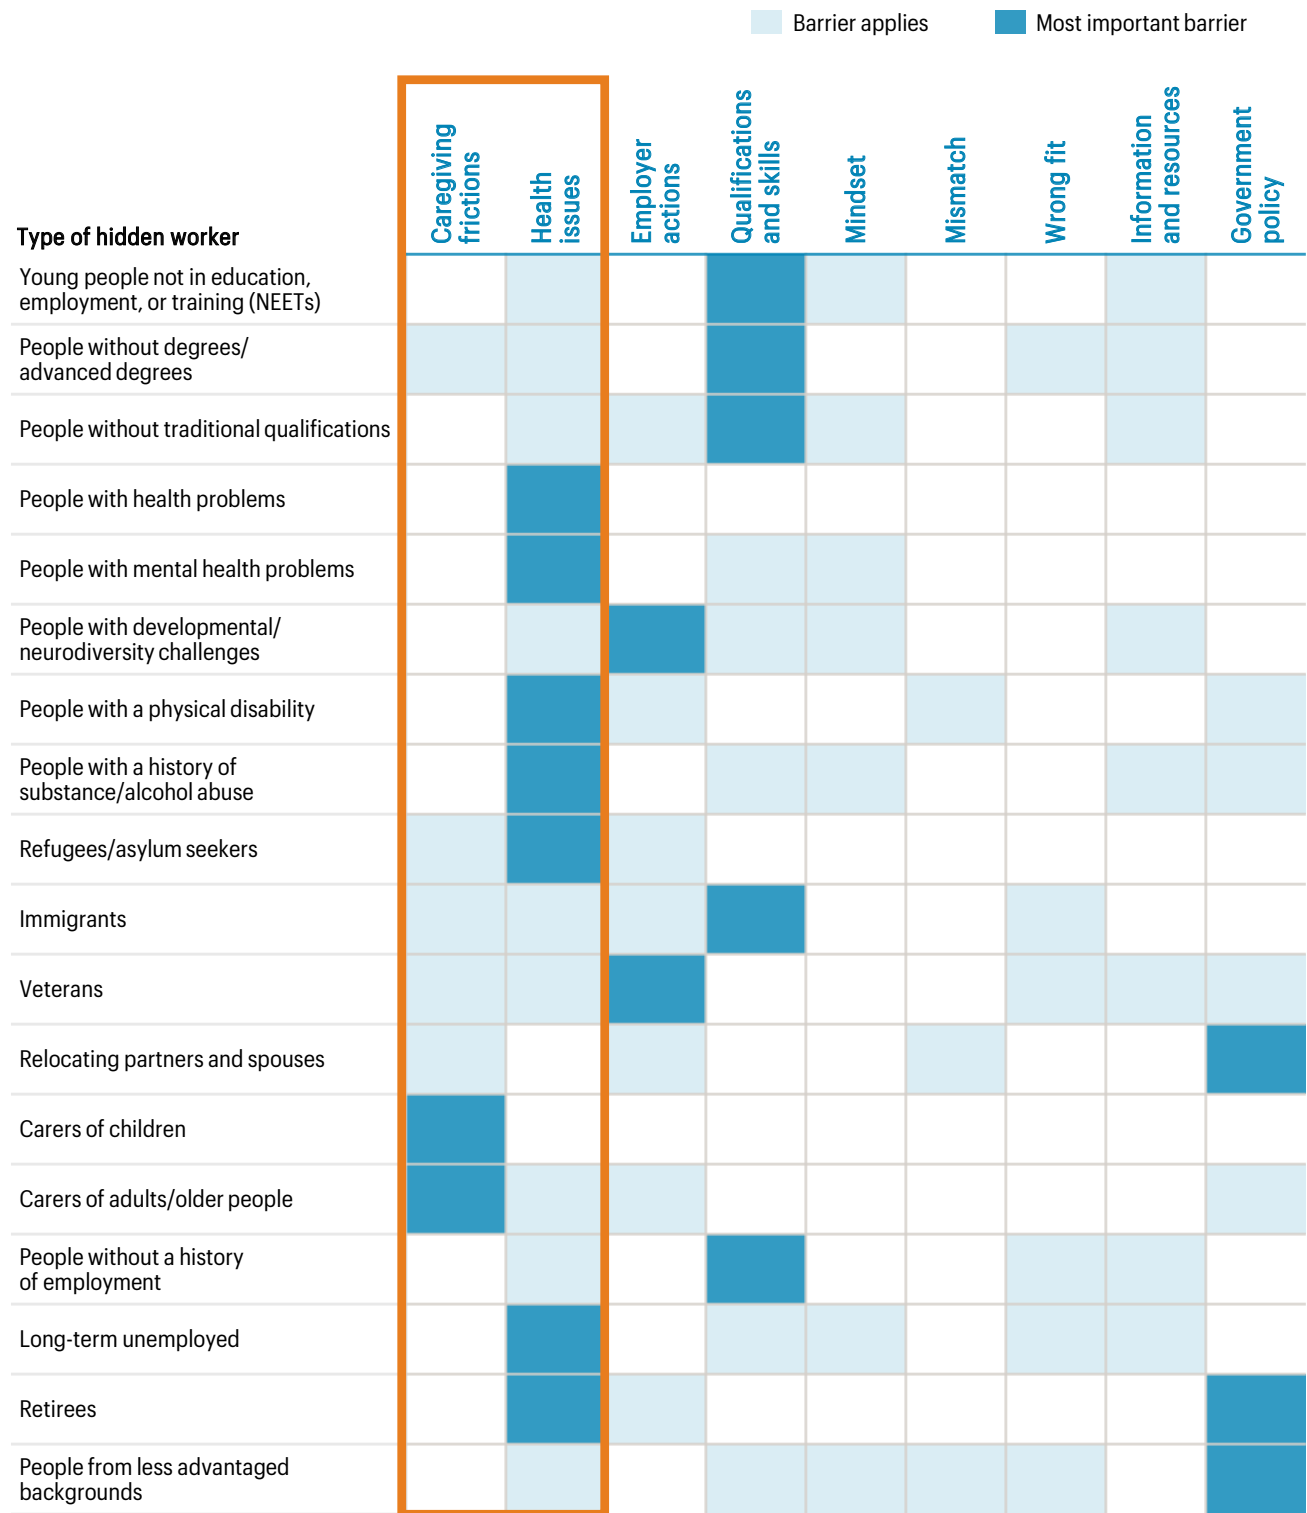 Barrier applies
Most important barrier
Caregiving
frictions
Health
issues
Employer
actions
Qualifications
and skills
Mindset
Mismatch
Wrong fit
Information
and resources
Government
policy
Type of hidden worker
Young people not in education,
employment, or training (NEETs)
People without degrees/
advanced degrees
People without traditional qualifications
People with health problems
People with mental health problems
People with developmental/
neurodiversity challenges
People with a physical disability
People with a history of
substance/alcohol abuse
Refugees/asylum seekers
Immigrants
Veterans
Relocating partners and spouses
Carers of children
Carers of adults/older people
People without a history
of employment
Long-term unemployed
Retirees
People from less advantaged
backgrounds